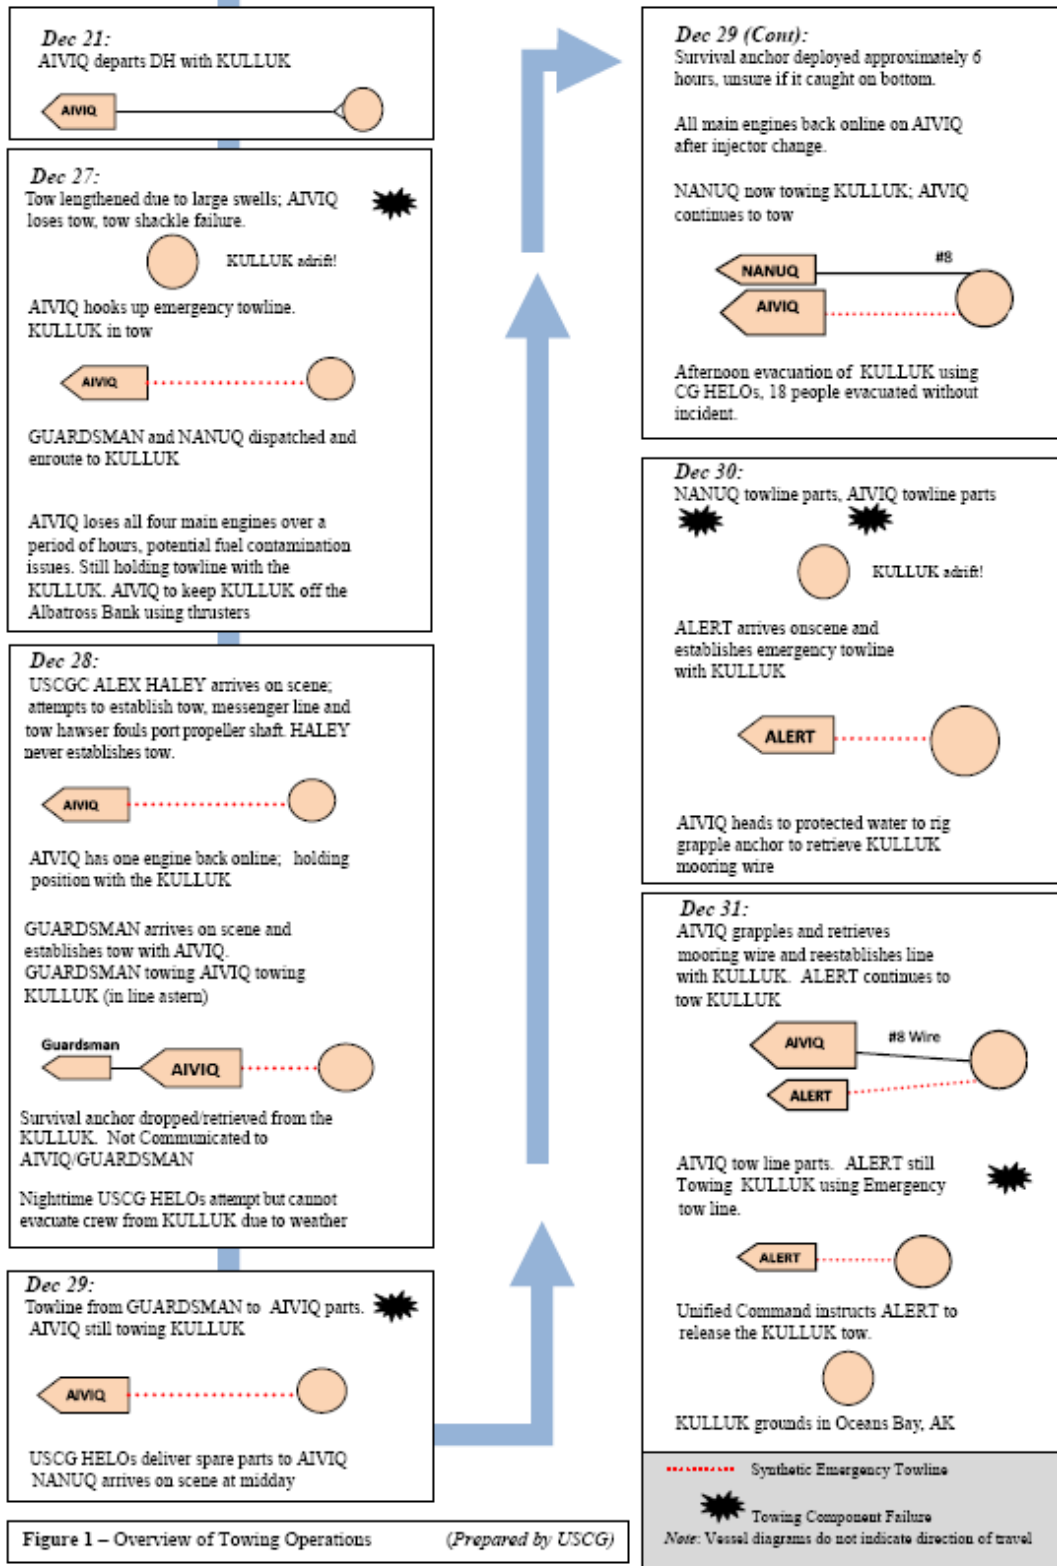 Dec 21:
AIVIQ departs DH with KULLUK
AIVIQ
Dec 27:
Tow lengthened due to large swells; AIVIQ
loses tow, tow shackle failure.
KULLUK adrift!
AIVIQ hooks up emergency towline.
KULLUK in tow
AIVIQ
GUARDSMAN and NANUQ dispatched and
enroute to KULLUK
AIVIQ loses all four main engines over a
period of hours, potential fuel contamination
issues. Still holding towline with the
KULLUK. AIVIQ to keep KULLUK off the
Albatross Bank using thrusters
Dec 28:
USCGC ALEX HALEY arrives on scene;
attempts to establish tow, messenger line and
tow hawser fouls port propeller shaft. HALEY
never establishes tow.
AIVIQ
AIVIQ has one engine back online; holding
position with the KULLUK
GUARDSMAN arrives on scene and
establishes tow with AIVIQ.
GUARDSMAN towing AIVIQ towing
KULLUK (in line astern)
Guardsman
AIVIQ
Survival anchor dropped/retrieved from the
KULLUK. Not Communicated to
AIVIQ/GUARDSMAN
Nighttime USCG HELOs attempt but cannot
evacuate crew from KULLUK due to weather
Dec 29:
Towline from GUARDSMAN to AIVIQ parts.
AIVIQ still towing KULLUK
AIVIQ
USCG HELOs deliver spare parts to AIVIQ
NANUQ arrives on scene at midday
Figure 1 – Overview of Towing Operations (Prepared by USCG)
Dec 29 (Cont):
Survival anchor deployed approximately 6
hours, unsure if it caught on bottom.
All main engines back online on AIVIQ
after injector change.
NANUQ now towing KULLUK; AIVIQ
continues to tow
#8
NANUQ
AIVIQ
Afternoon evacuation of KULLUK using
CG HELOs, 18 people evacuated without
incident.
Dec 30:
NANUQ towline parts, AIVIQ towline parts
KULLUK adrift!
ALERT arrives onscene and
establishes emergency towline
with KULLUK
ALERT
AIVIQ heads to protected water to rig
grapple anchor to retrieve KULLUK
mooring wire
Dec 31:
AIVIQ grapples and retrieves
mooring wire and reestablishes line
with KULLUK. ALERT continues to
tow KULLUK
AIVIQ
#8 Wire
ALERT
AIVIQ tow line parts. ALERT still
Towing KULLUK using Emergency
tow line.
ALERT
Unified Command instructs ALERT to
release the KULLUK tow.
KULLUK grounds in Oceans Bay, AK
Synthetic Emergency Towline
Towing Component Failure
Note: Vessel diagrams do not indicate direction of travel